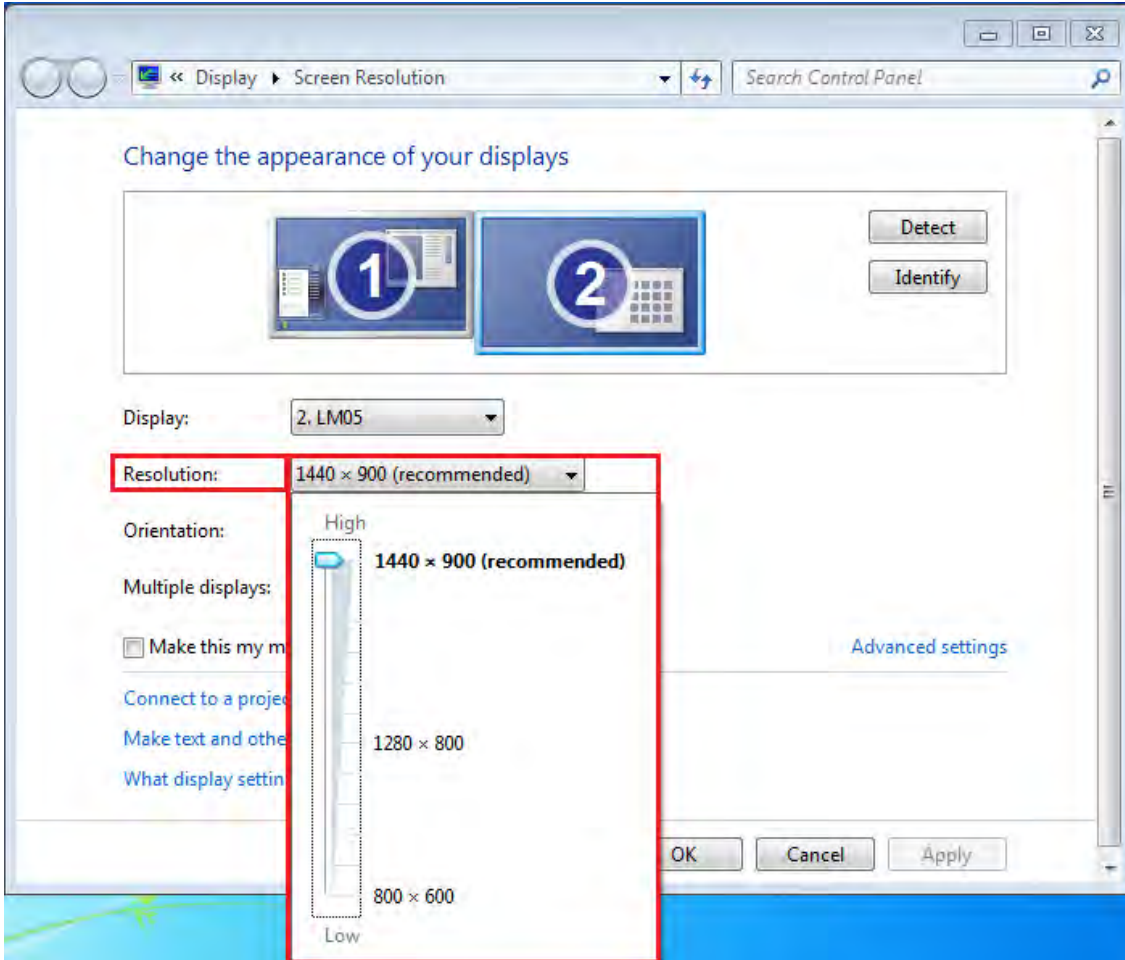 « Display ▸ Screen Resolution
Search Control Panel
Change the appearance of your displays
1
2
Detect
Identify
Display:
2. LM05
Resolution:
1440 × 900 (recommended)
Orientation:
High
1440 × 900 (recommended)
Multiple displays:
Make this my m
Advanced settings
Connect to a projec
1280 × 800
Make text and othe
What display settin
OK
Cancel
Apply
800 × 600
Low